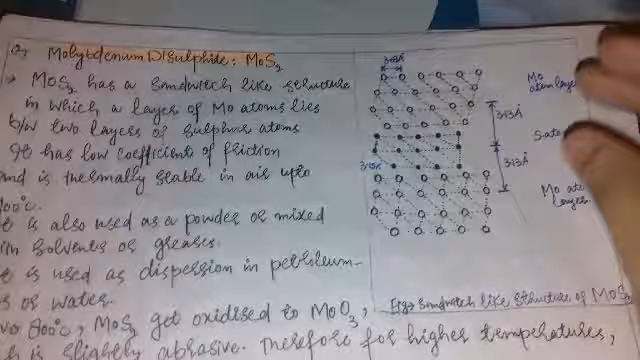 Molybdenum Disulphide: MoS2
MoS2 has a sandwich like structure
in which a layer of Mo atoms lies
b/w two layers of sulphur atoms
It has low coefficient of friction
and is thermally stable in air upto
00°C.
is also used as a powder or mixed
solvents or greases.
is used as dispersion in petroleum-
or water.
800°C, MoS2 get oxidised to MoO3,
is slightly abrasive. Therefore for higher temperatures,
Mo
atom layer
3.13Å
S-ato
3.13Å
Mo ato
layer
Fig: Sandwich like structure of MoS2